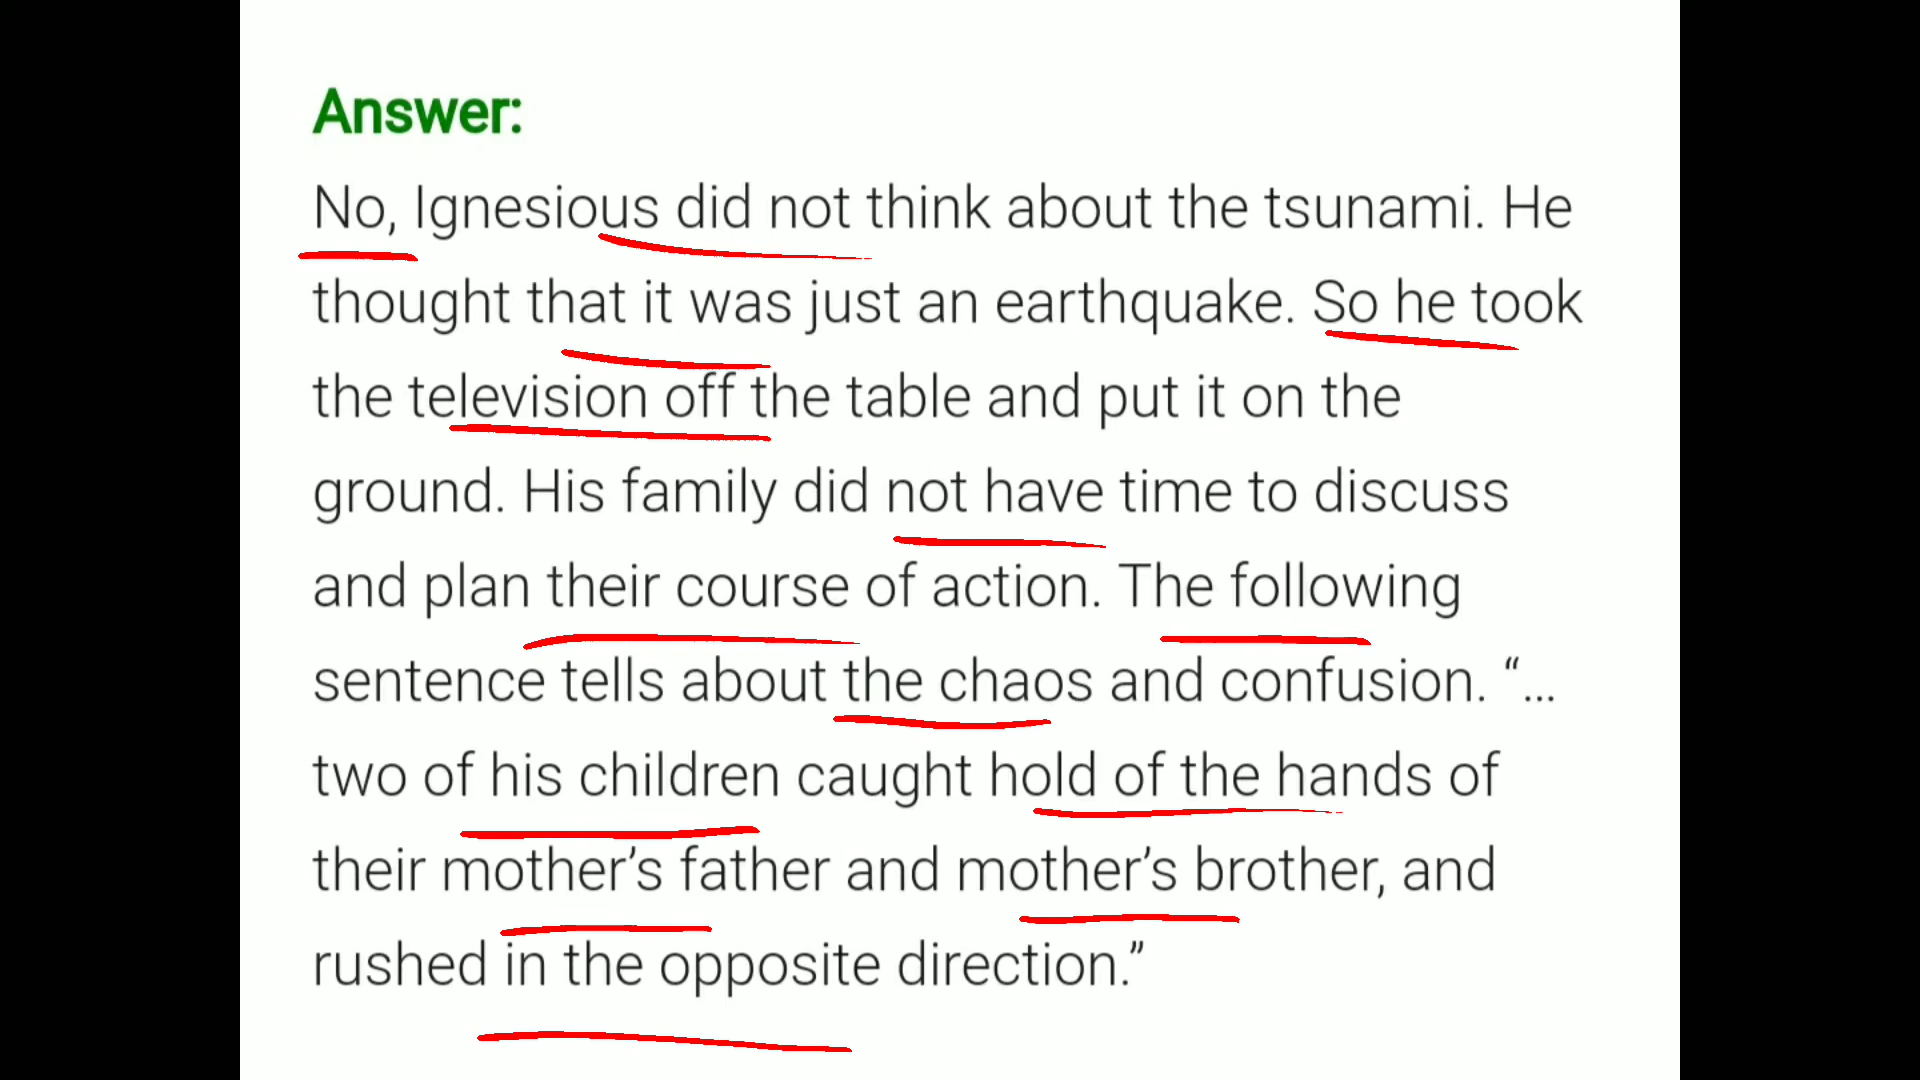 Answer:
No, Ignesious did not think about the tsunami. He
thought that it was just an earthquake. So he took
the television off the table and put it on the
ground. His family did not have time to discuss
and plan their course of action. The following
sentence tells about the chaos and confusion. “...
two of his children caught hold of the hands of
their mother’s father and mother’s brother, and
rushed in the opposite direction.”